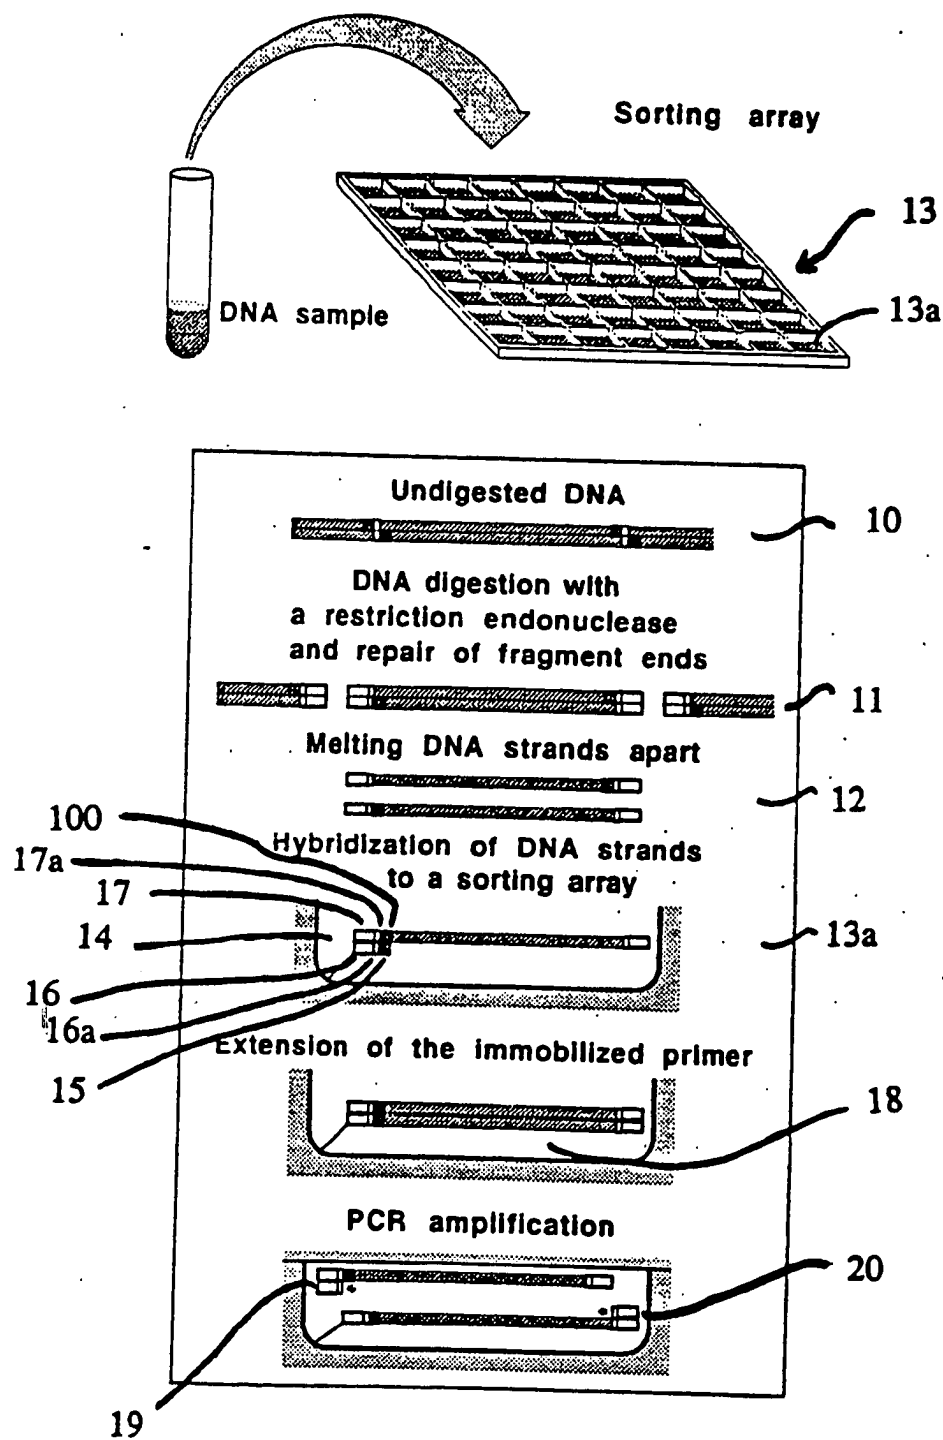 Sorting array
13
DNA sample
13a
Undigested DNA
10
DNA digestion with
a restriction endonuclease
and repair of fragment ends
11
Melting DNA strands apart
12
100
Hybridization of DNA strands
to a sorting array
17a
17
14
13a
16
16a
15
Extension of the immobilized primer
18
PCR amplification
20
19